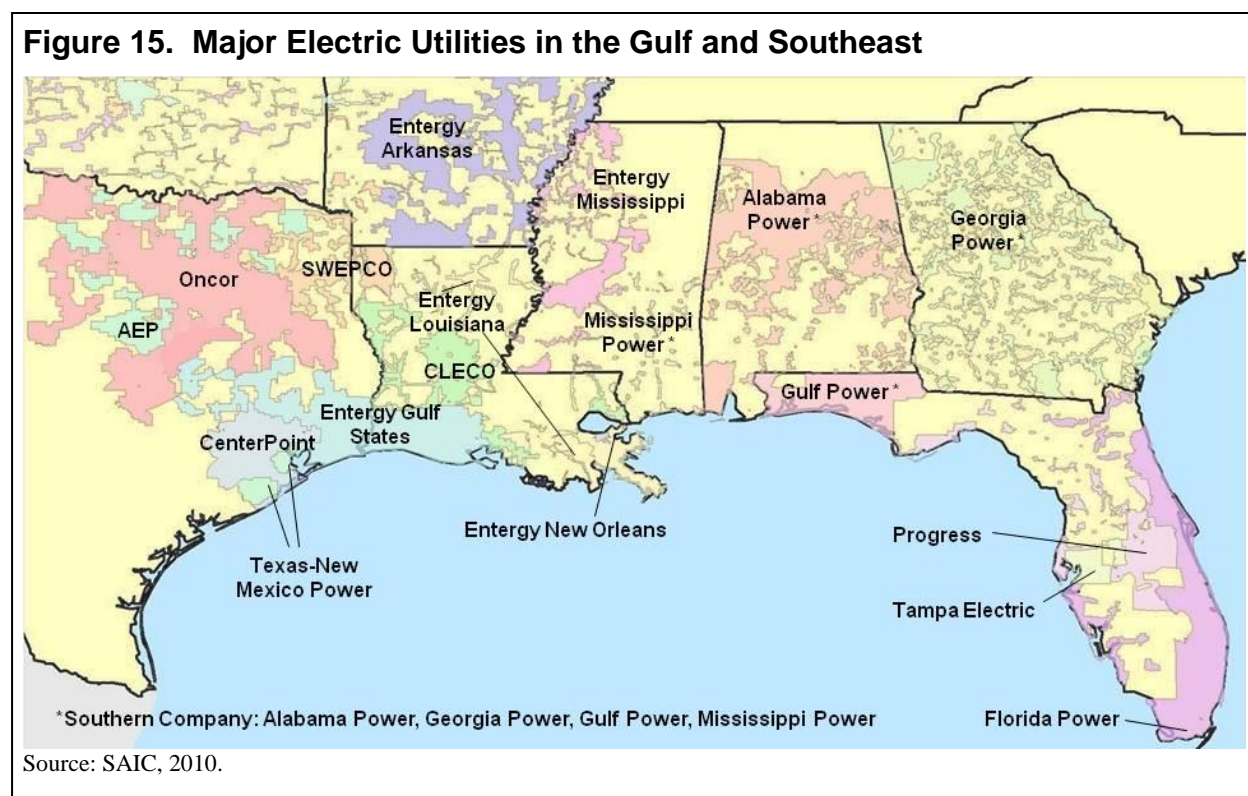 Figure 15. Major Electric Utilities in the Gulf and Southeast
Entergy
Arkansas
Entergy
Mississippi
Alabama
Power*
Georgia
Power*
Oncor
SWEPCO
Entergy
Louisiana
AEP
Mississippi
Power*
CLECO
Gulf Power*
Entergy Gulf
States
CenterPoint
Entergy New Orleans
Progress
Texas-New
Mexico Power
Tampa Electric
*Southern Company: Alabama Power, Georgia Power, Gulf Power, Mississippi Power
Florida Power
Source: SAIC, 2010.